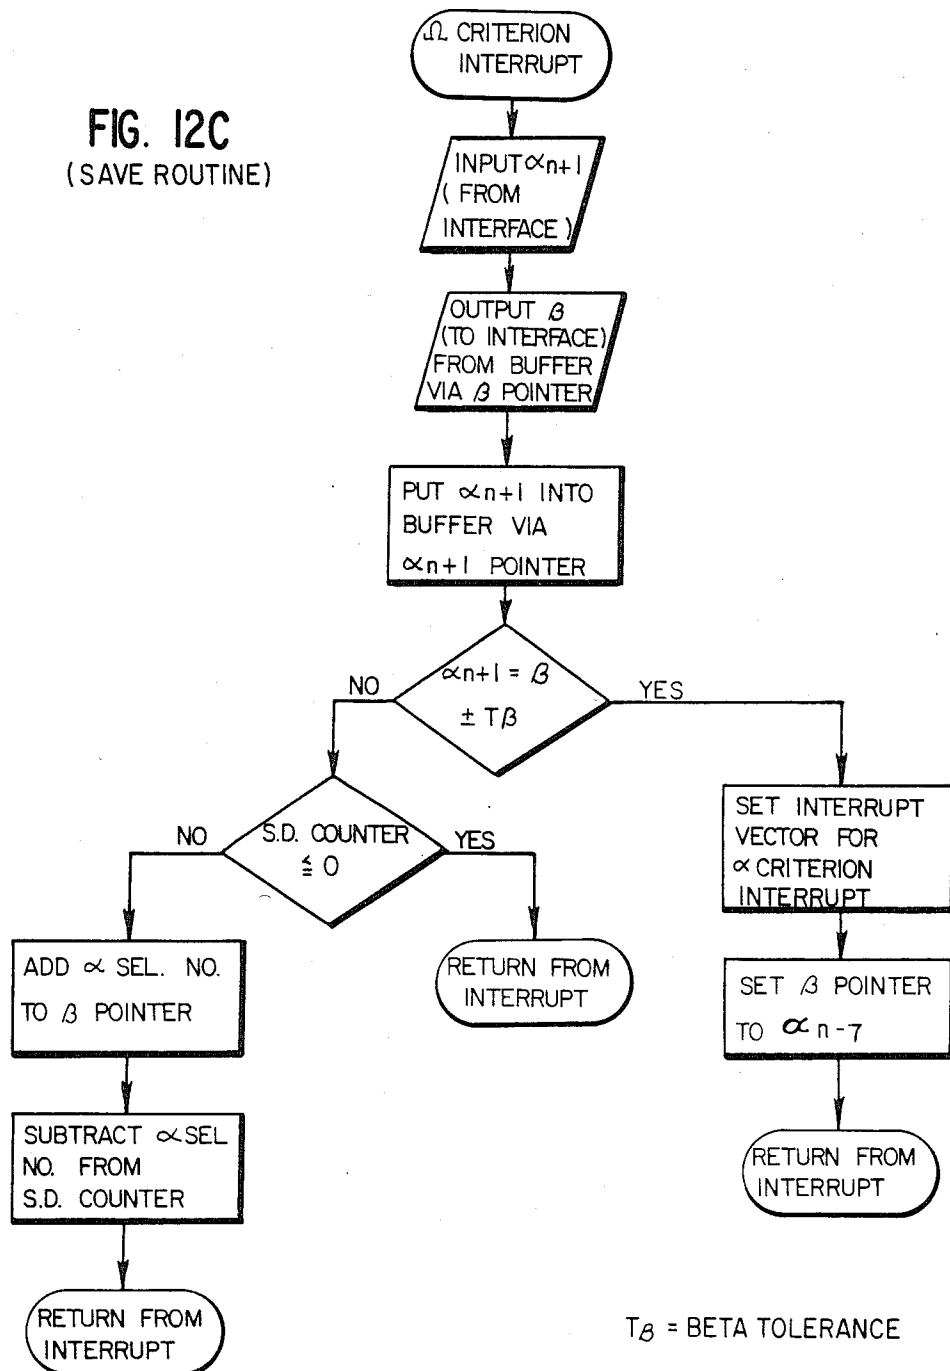 Ω CRITERION
INTERRUPT
FIG. 12C
(SAVE ROUTINE)
INPUT αn+1
(FROM
INTERFACE)
OUTPUT β
(TO INTERFACE)
FROM BUFFER
VIA β POINTER
PUT αn+1 INTO
BUFFER VIA
αn+1 POINTER
αn+1 = β
± Tβ
NO
YES
S.D. COUNTER
≦ 0
NO
YES
SET INTERRUPT
VECTOR FOR
α CRITERION
INTERRUPT
ADD α SEL. NO.
TO β POINTER
RETURN FROM
INTERRUPT
SET β POINTER
TO αn-7
SUBTRACT α SEL
NO. FROM
S.D. COUNTER
RETURN FROM
INTERRUPT
RETURN FROM
INTERRUPT
Tβ = BETA TOLERANCE